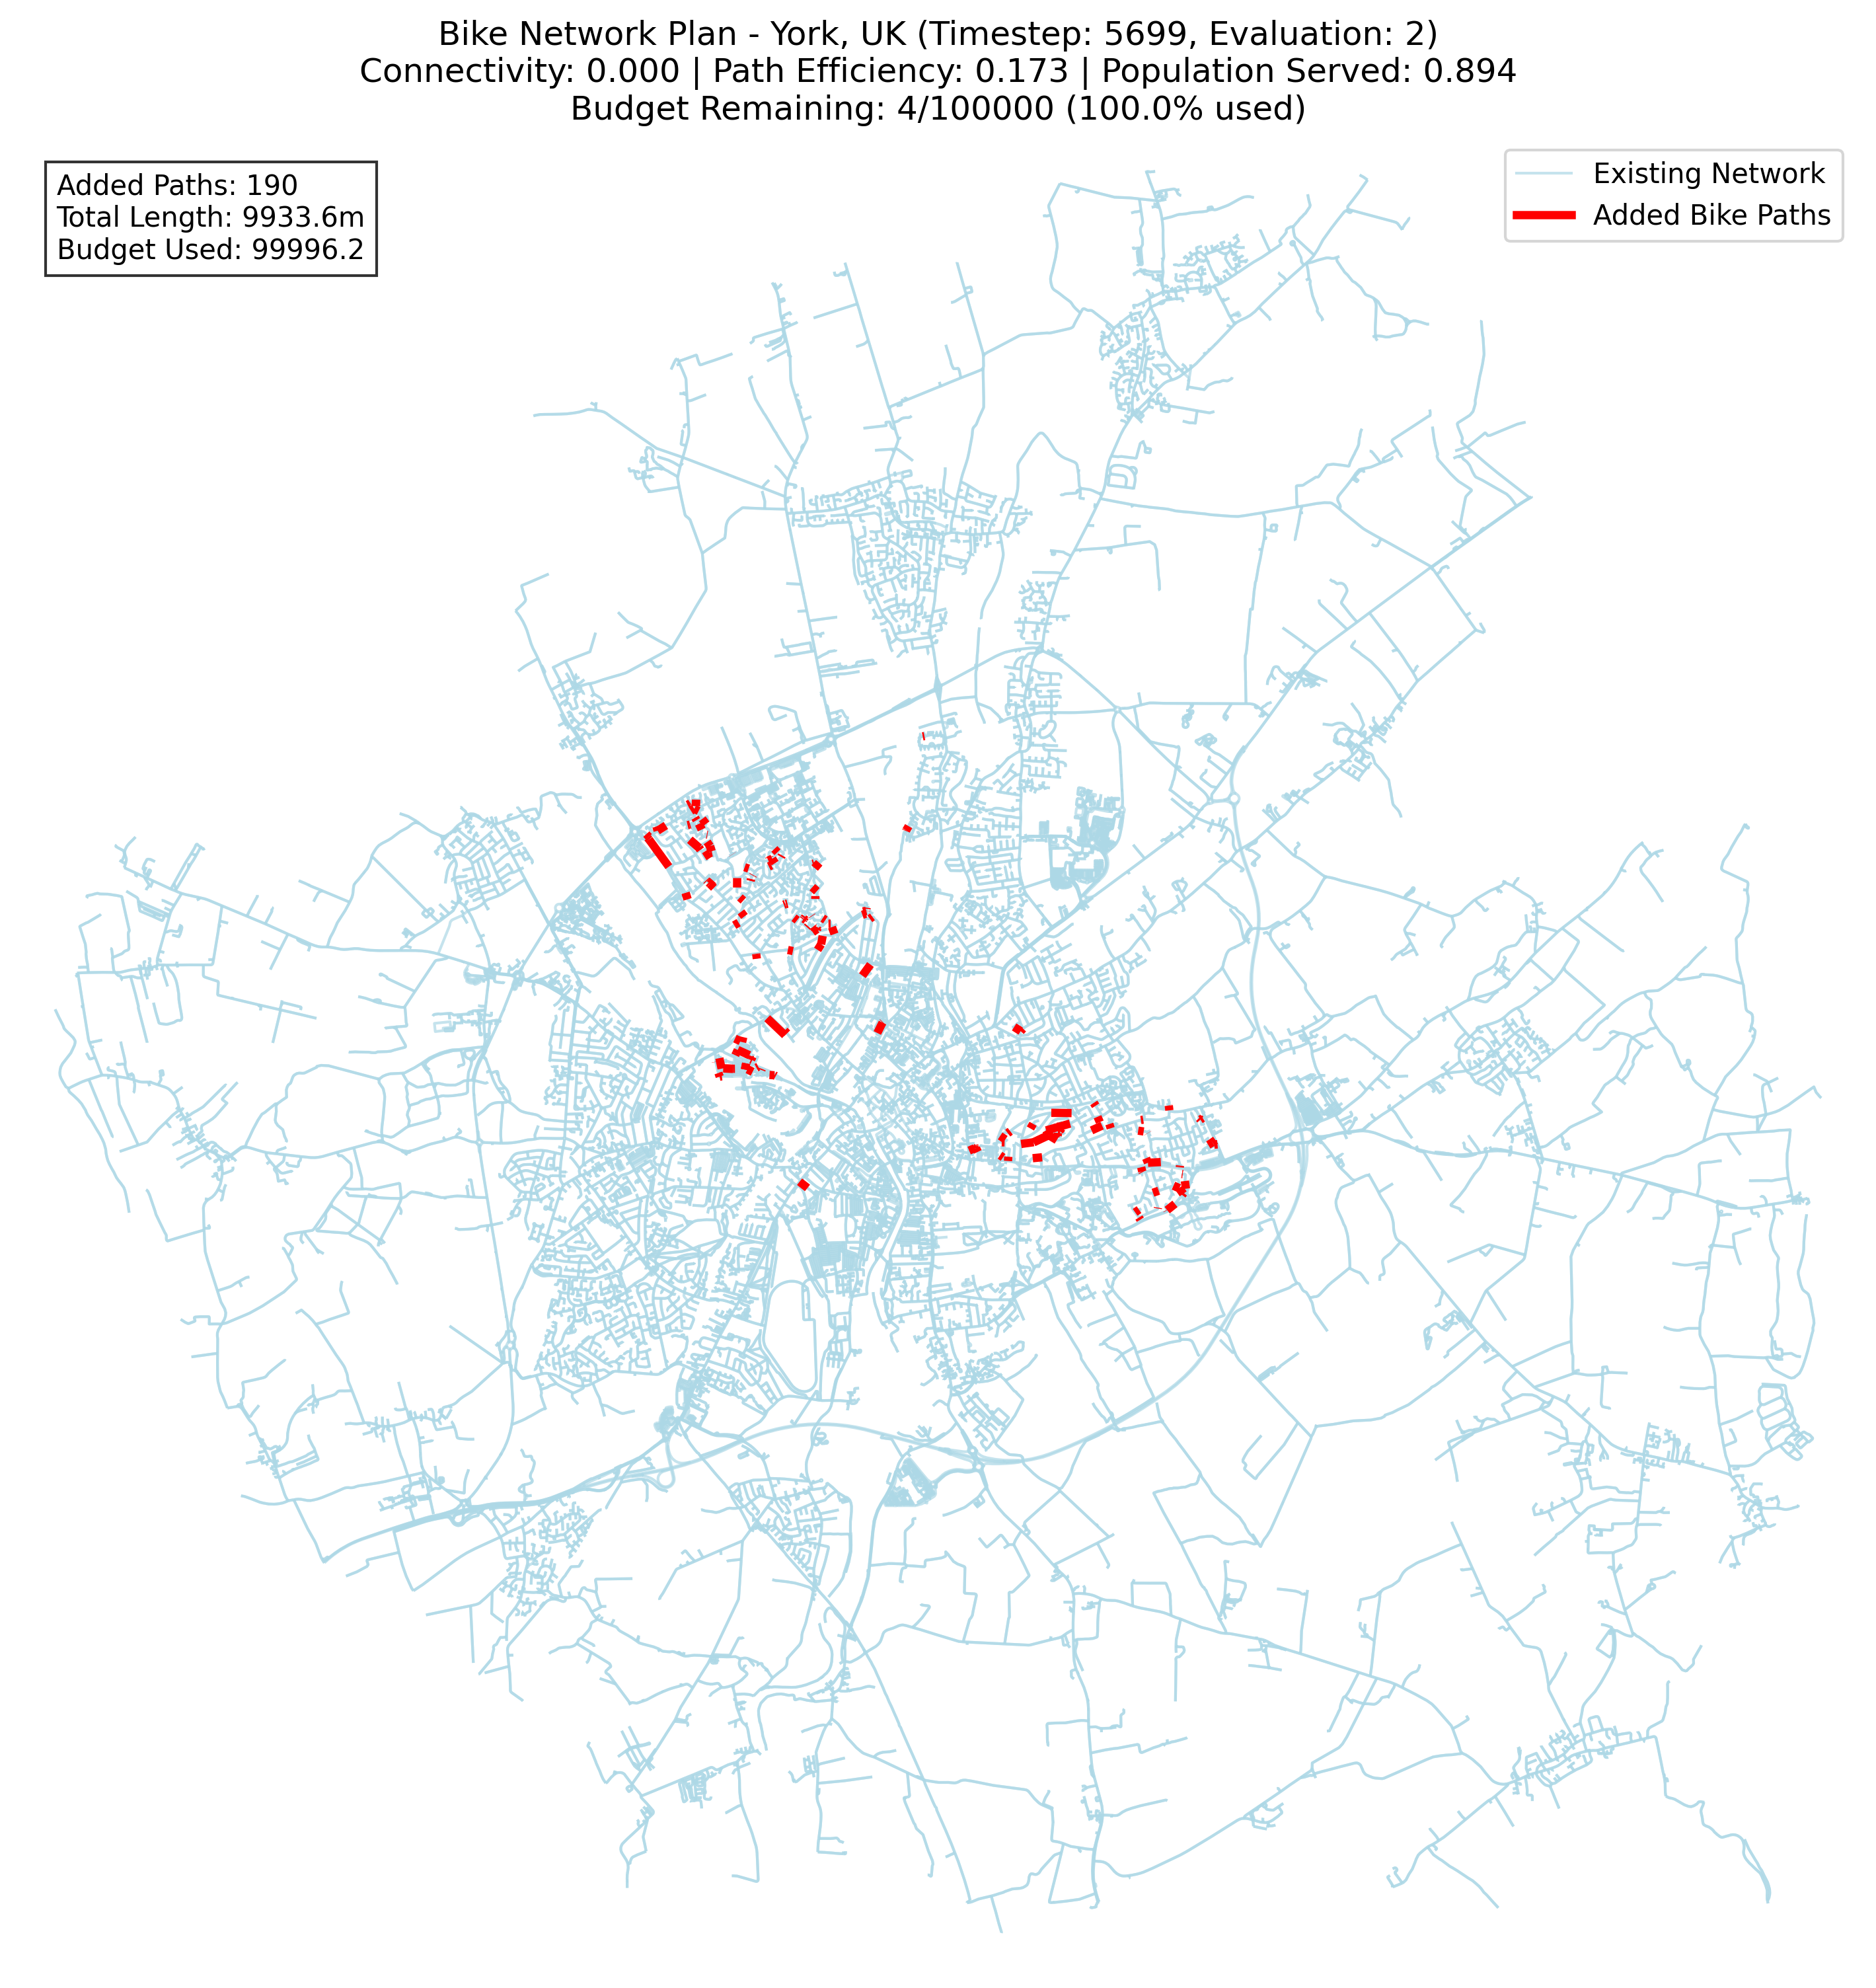 Bike Network Plan - York, UK (Timestep: 5699, Evaluation: 2)
Connectivity: 0.000 | Path Efficiency: 0.173 | Population Served: 0.894
Budget Remaining: 4/100000 (100.0% used)
Added Paths: 190
Total Length: 9933.6m
Budget Used: 99996.2
Existing Network
Added Bike Paths